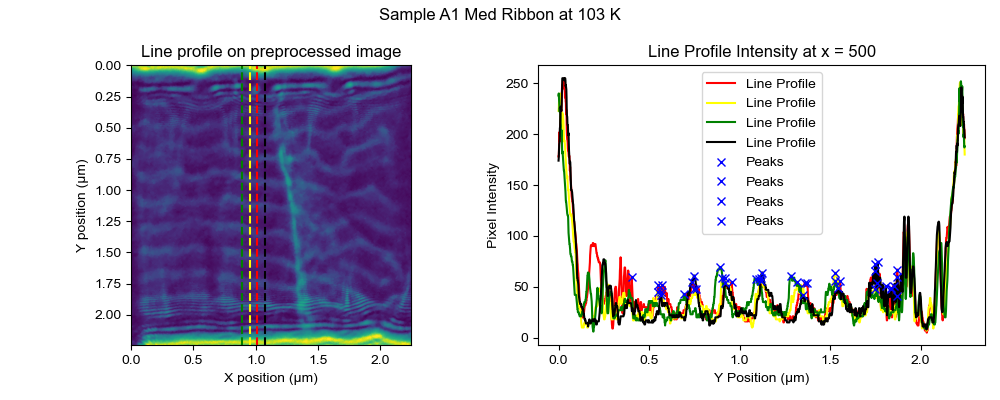 Sample A1 Med Ribbon at 103 K
Line profile on preprocessed image
0.00
0.25
0.50
0.75
1.00
1.25
1.50
1.75
2.00
Y position (μm)
0.0 0.5 1.0 1.5 2.0
X position (μm)
Line Profile Intensity at x = 500
250
200
150
100
50
0
Pixel Intensity
Line Profile
Line Profile
Line Profile
Line Profile
Peaks
Peaks
Peaks
Peaks
0.0 0.5 1.0 1.5 2.0
Y Position (μm)